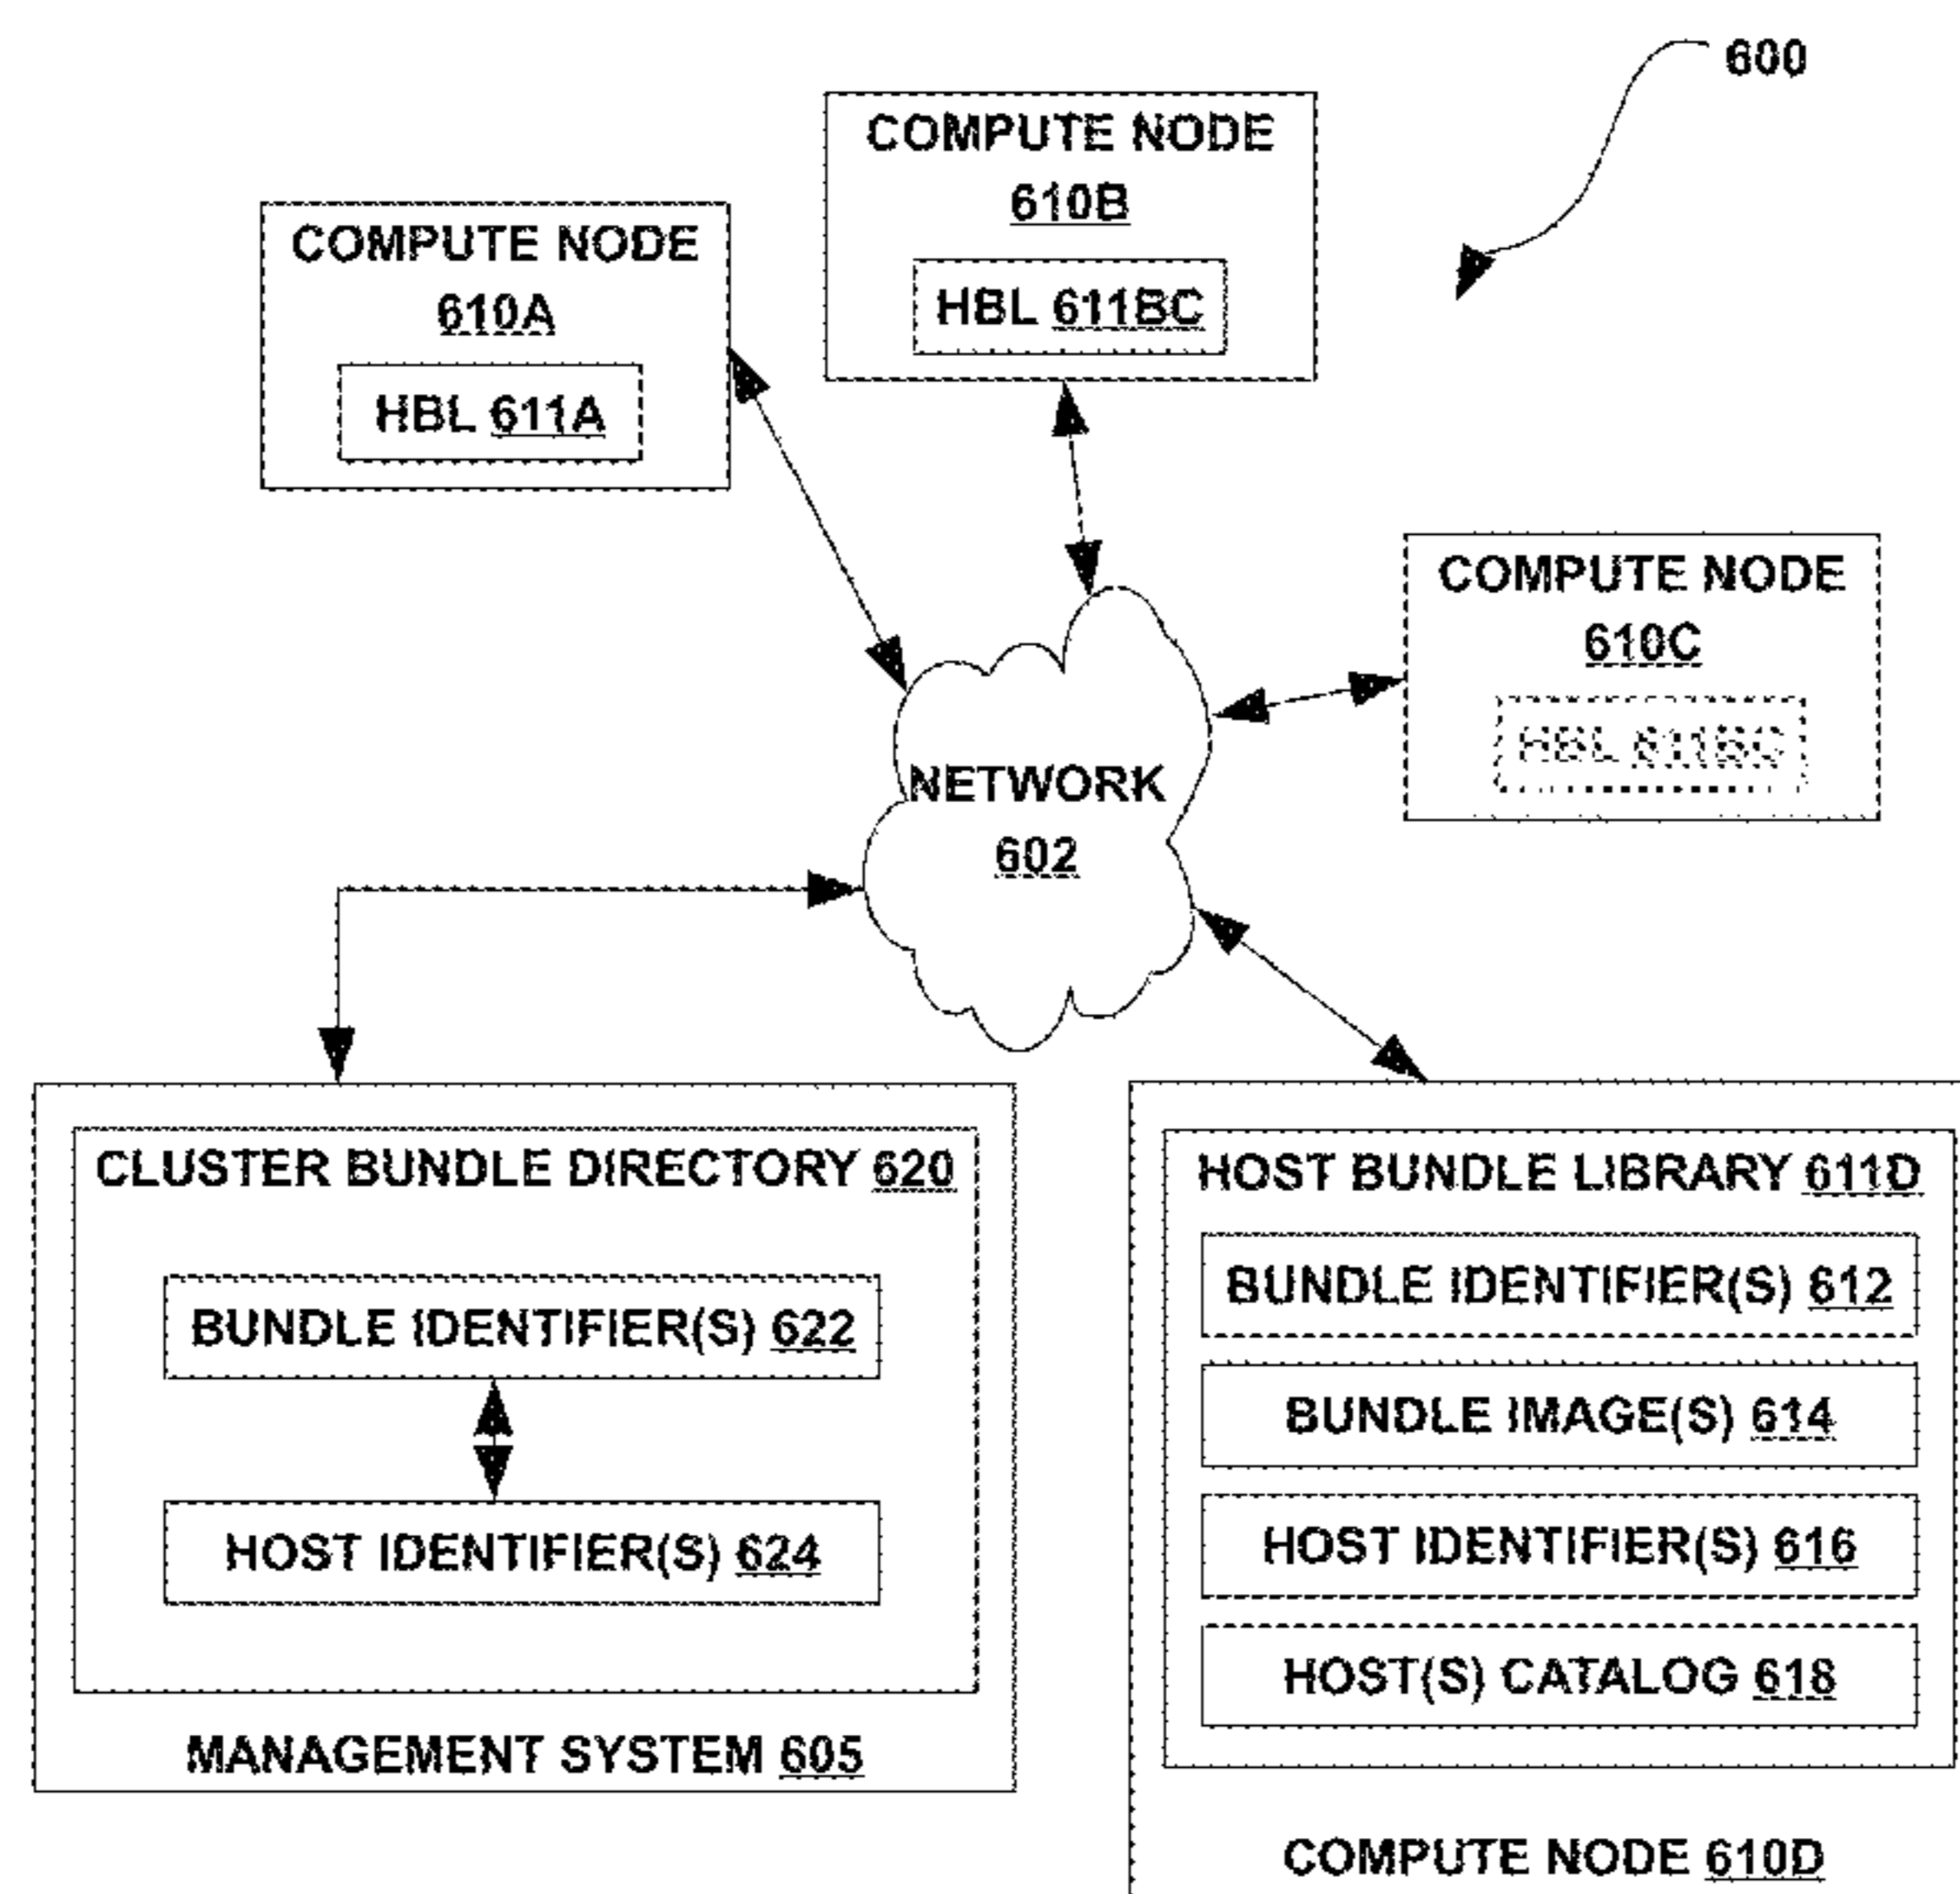 600
COMPUTE NODE
610B
HBL 611BC
COMPUTE NODE
610A
HBL 611A
COMPUTE NODE
610C
HBL 611BC
NETWORK
602
CLUSTER BUNDLE DIRECTORY 620
BUNDLE IDENTIFIER(S) 622
HOST IDENTIFIER(S) 624
MANAGEMENT SYSTEM 605
HOST BUNDLE LIBRARY 611D
BUNDLE IDENTIFIER(S) 612
BUNDLE IMAGE(S) 614
HOST IDENTIFIER(S) 616
HOST(S) CATALOG 618
COMPUTE NODE 610D